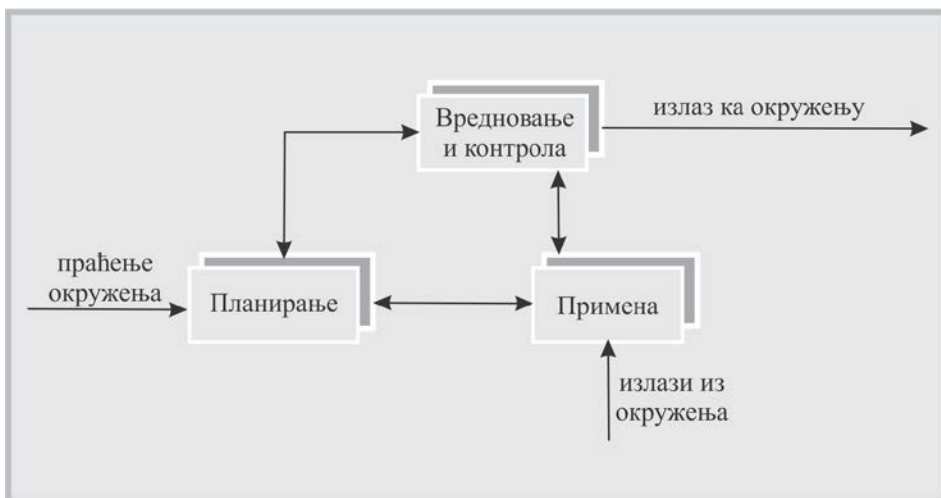 Вредновање
и контрола
излаз ка окружењу
праћење
окружења
Планирање
Примена
излази из
окружења